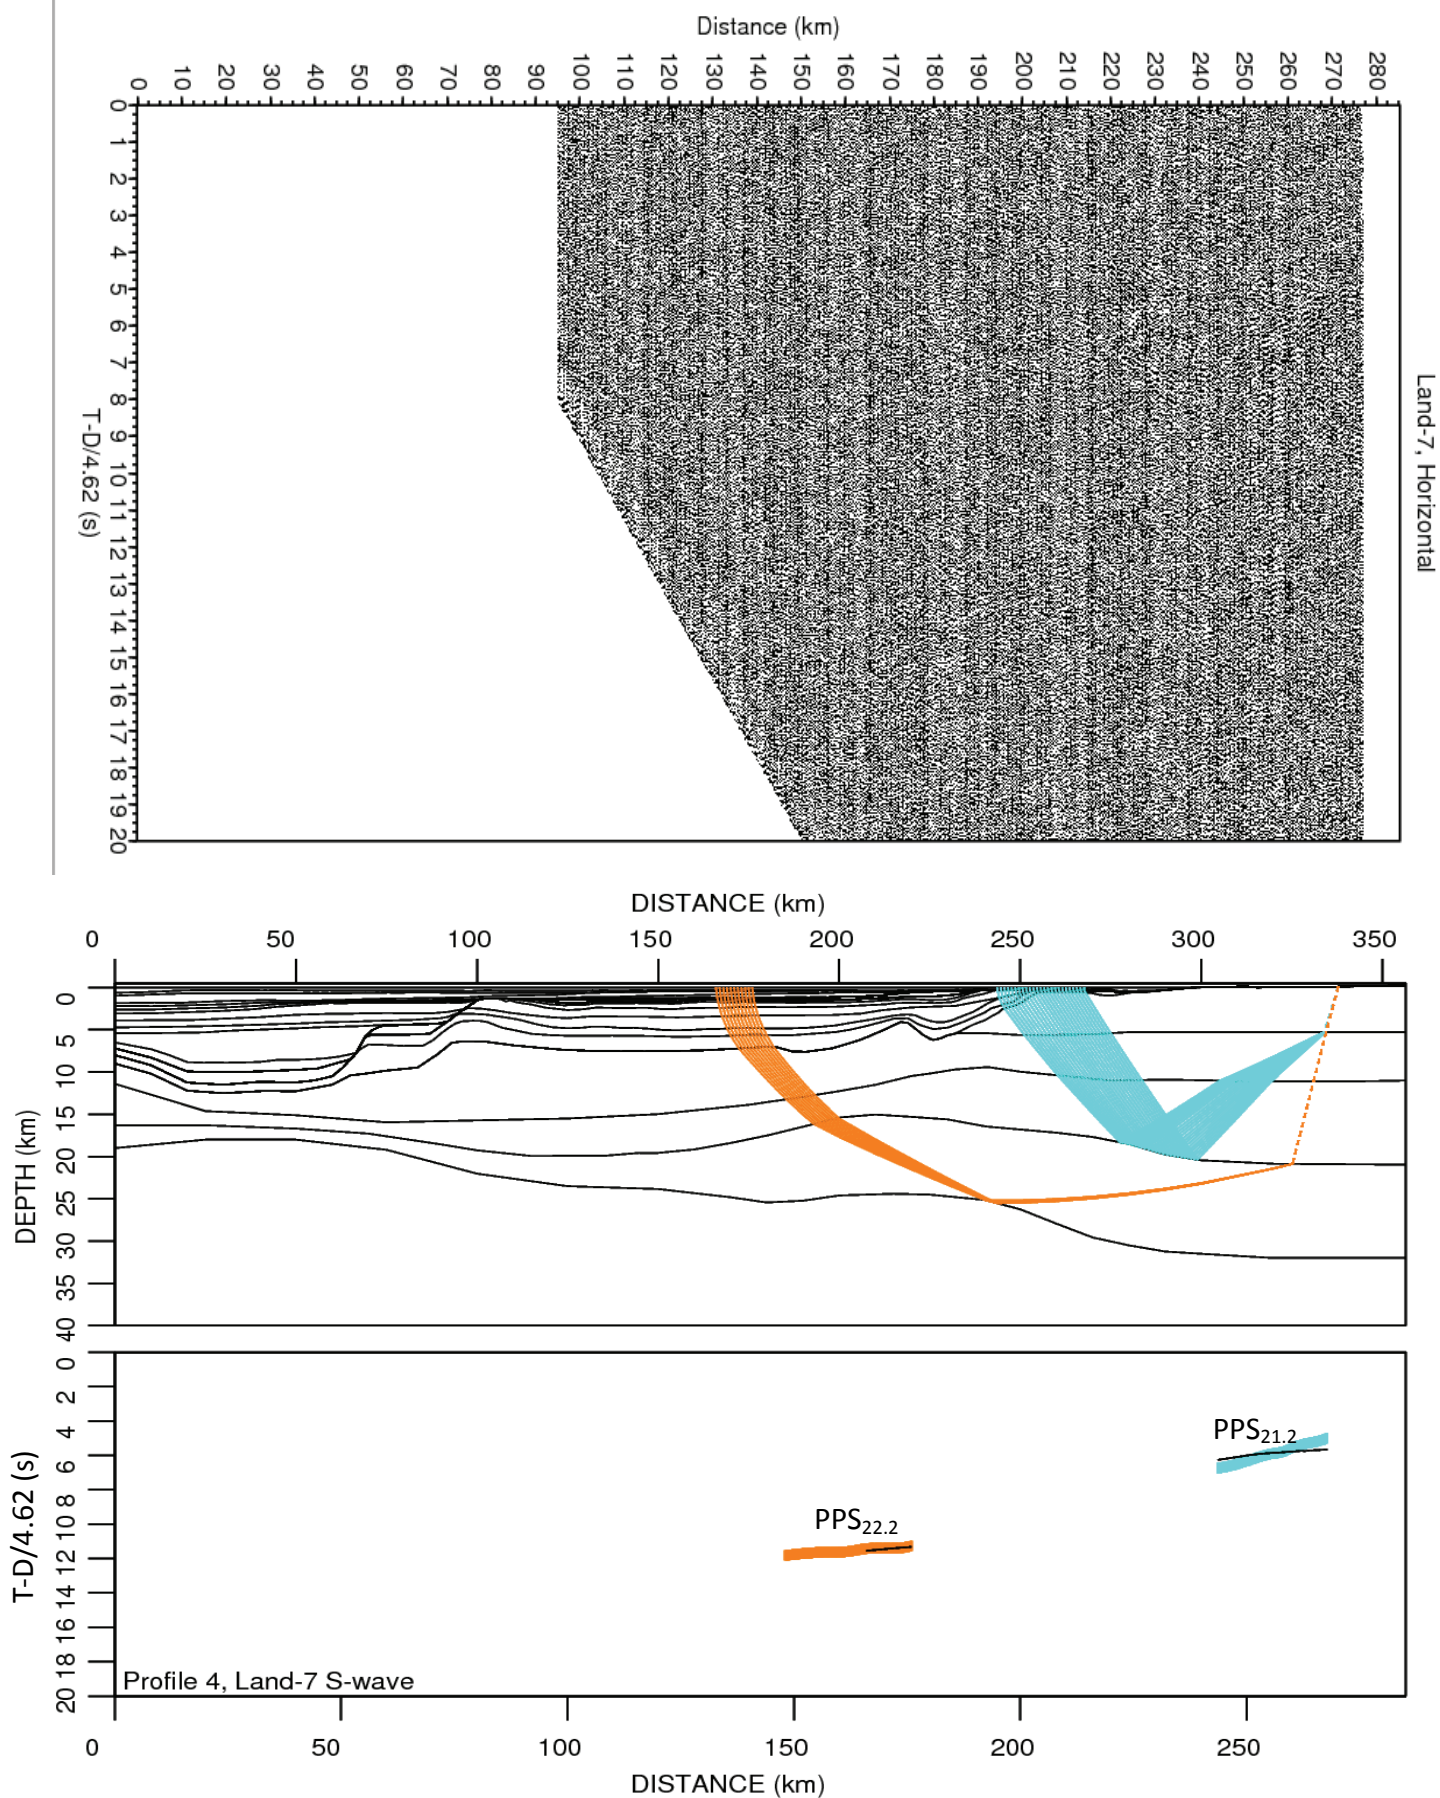 Distance (km)
0 10 20 30 40 50 60 70 80 90 100 110 120 130 140 150 160 170 180 190 200 210 220 230 240 250 260 270 280
0 1 2 3 4 5 6 7 8 9 10 11 12 13 14 15 16 17 18 19 20
T-D/4.62 (s)
Land-7, Horizontal
DISTANCE (km)
0 50 100 150 200 250 300 350
0 5 10 15 20 25 30 35 40
DEPTH (km)
0 2 4 6 8 10 12 14 16 18 20
T-D/4.62 (s)
PPS21.2
PPS22.2
Profile 4, Land-7 S-wave
0 50 100 150 200 250
DISTANCE (km)